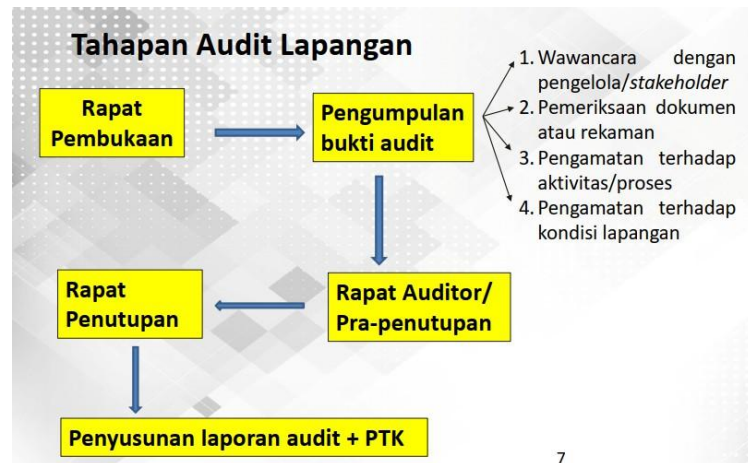 Tahapan Audit Lapangan
Rapat
Pembukaan
Pengumpulan
bukti audit
1. Wawancara dengan
pengelola/stakeholder
2. Pemeriksaan dokumen
atau rekaman
3. Pengamatan terhadap
aktivitas/proses
4. Pengamatan terhadap
kondisi lapangan
Rapat Auditor/
Pra-penutupan
Rapat
Penutupan
Penyusunan laporan audit + PTK
7